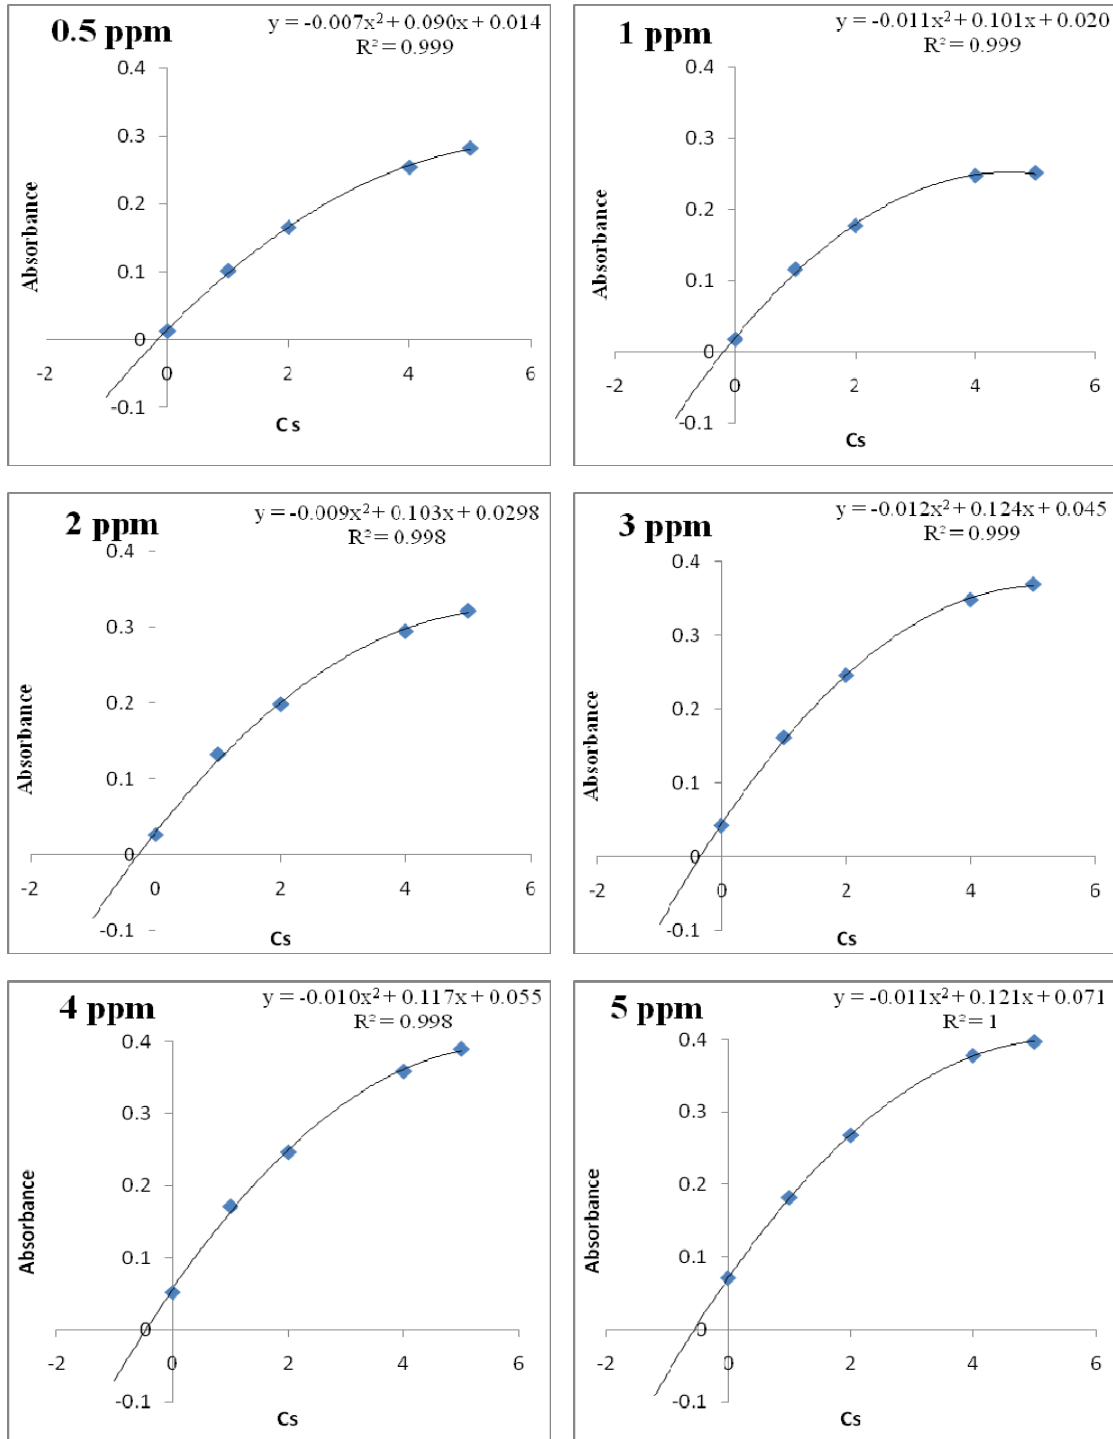 0.5 ppm
y = -0.007x² + 0.090x + 0.014
R² = 0.999
0.4
0.3
0.2
0.1
0
-0.1
-2
0
2
4
6
Absorbance
Cs
1 ppm
y = -0.011x² + 0.101x + 0.020
R² = 0.999
0.4
0.3
0.2
0.1
0
-0.1
-2
0
2
4
6
Absorbance
Cs
2 ppm
y = -0.009x² + 0.103x + 0.0298
R² = 0.998
0.4
0.3
0.2
0.1
0
-0.1
-2
0
2
4
6
Absorbance
Cs
3 ppm
y = -0.012x² + 0.124x + 0.045
R² = 0.999
0.4
0.3
0.2
0.1
0
-0.1
-2
0
2
4
6
Absorbance
Cs
4 ppm
y = -0.010x² + 0.117x + 0.055
R² = 0.998
0.4
0.3
0.2
0.1
0
-0.1
-2
0
2
4
6
Absorbance
Cs
5 ppm
y = -0.011x² + 0.121x + 0.071
R² = 1
0.4
0.3
0.2
0.1
0
-0.1
-2
0
2
4
6
Absorbance
Cs